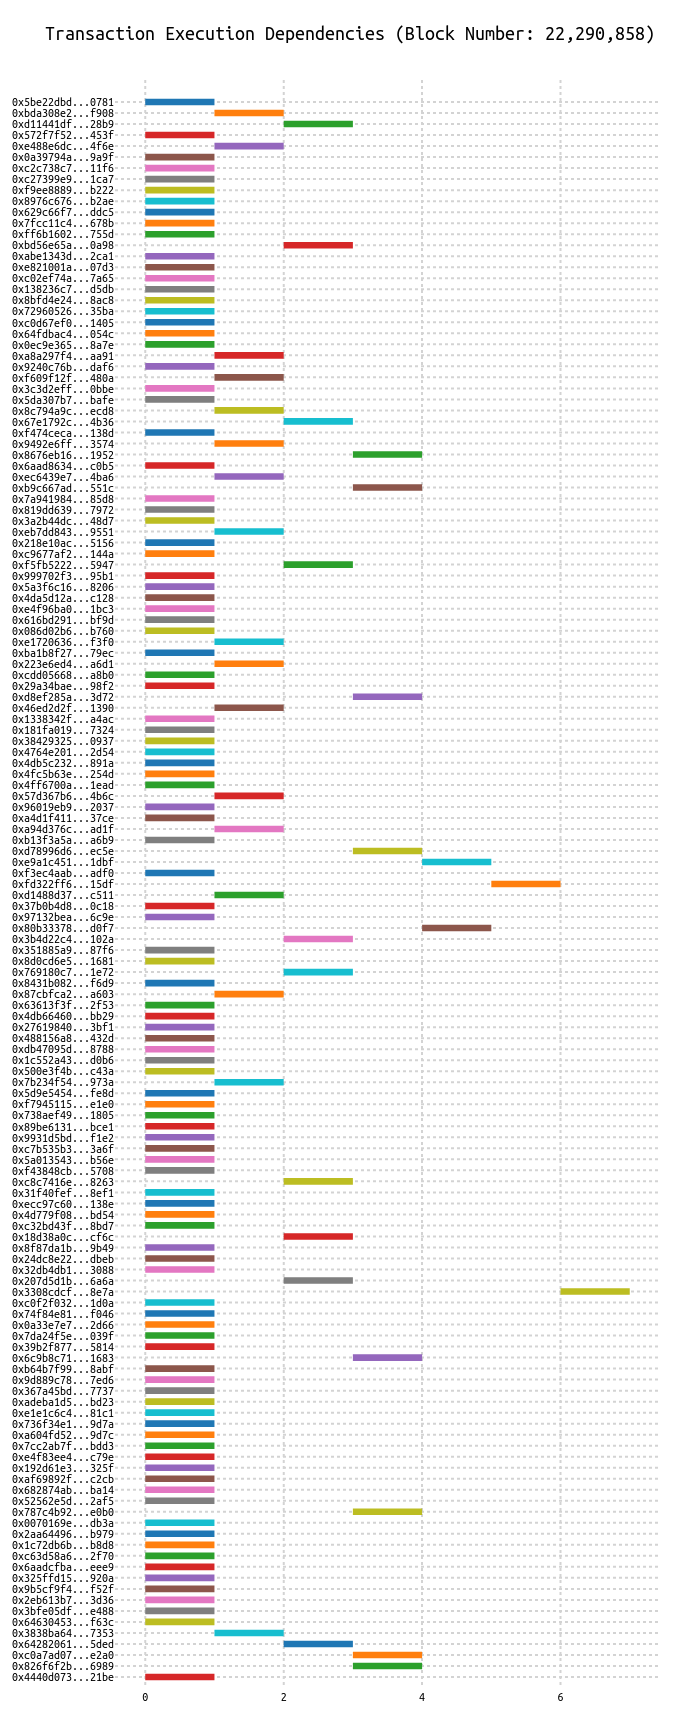 Transaction Execution Dependencies (Block Number: 22,290,858)
0x5be22dbd...0781
0xbda308e2...f908
0xd11441df...28b9
0x572f7f52...453f
0xe488e6dc...4f6e
0x0a39794a...9a9f
0xc2c738c7...11f6
0xc27399e9...1ca7
0xf9ee8889...b222
0x8976c676...b2ae
0x629c66f7...ddc5
0x7fcc11c4...678b
0xff6b1602...755d
0xbd56e65a...0a98
0xabe1343d...2ca1
0xe821001a...07d3
0xc02ef74a...7a65
0x138236c7...d5db
0x8bfd4e24...8ac8
0x72960526...35ba
0xc0d67ef0...1405
0x64fdbac4...054c
0x0ec9e365...8a7e
0xa8a297f4...aa91
0x9240c76b...daf6
0xf609f12f...480a
0x3c3d2eff...0bbe
0x5da307b7...bafe
0x8c794a9c...ecd8
0x67e1792c...4b36
0xf474ceca...138d
0x9492e6ff...3574
0x8676eb16...1952
0x6aad8634...c0b5
0xec6439e7...4ba6
0xb9c667ad...551c
0x7a941984...85d8
0x819dd639...7972
0x3a2b44dc...48d7
0xeb7dd843...9551
0x218e10ac...5156
0xc9677af2...144a
0xf5fb5222...5947
0x999702f3...95b1
0x5a3f6c16...8206
0x4da5d12a...c128
0xe4f96ba0...1bc3
0x616bd291...bf9d
0x086d02b6...b760
0xe1720636...f3f0
0xba1b8f27...79ec
0x223e6ed4...a6d1
0xcdd05668...a8b0
0x29a34bae...98f2
0xd8ef285a...3d72
0x46ed2d2f...1390
0x1338342f...a4ac
0x181fa019...7324
0x38429325...0937
0x4764e201...2d54
0x4db5c232...891a
0x4fc5b63e...254d
0x4ff6700a...1ead
0x57d367b6...4b6c
0x96019eb9...2037
0xa4d1f411...37ce
0xa94d376c...ad1f
0xb13f3a5a...a6b9
0xd78996d6...ec5e
0xe9a1c451...1dbf
0xf3ec4aab...adf0
0xfd322ff6...15df
0xd1488d37...c511
0x37b0b4d8...0c18
0x97132bea...6c9e
0x80b33378...d0f7
0x3b4d22c4...102a
0x351885a9...87f6
0x8d0cd6e5...1681
0x769180c7...1e72
0x8431b082...f6d9
0x87cbfca2...a603
0x63613f3f...2f53
0x4db66460...bb29
0x27619840...3bf1
0x488156a8...432d
0xdb47095d...8788
0x1c552a43...d0b6
0x500e3f4b...c43a
0x7b234f54...973a
0x5d9e5454...fe8d
0xf7945115...e1e0
0x738aef49...1805
0x89be6131...bce1
0x9931d5bd...f1e2
0xc7b535b3...3a6f
0x5a013543...b56e
0xf43848cb...5708
0xc8c7416e...8263
0x31f40fef...8ef1
0xecc97c60...138e
0x4d779f08...bd54
0xc32bd43f...8bd7
0x18d38a0c...cf6c
0x8f87da1b...9b49
0x24dc8e22...dbeb
0x32db4db1...3088
0x207d5d1b...6a6a
0x3308cdcf...8e7a
0xc0f2f032...1d0a
0x74f84e81...f046
0x0a33e7e7...2d66
0x7da24f5e...039f
0x39b2f877...5814
0x6c9b8c71...1683
0xb64b7f99...8abf
0x9d889c78...7ed6
0x367a45bd...7737
0xadeba1d5...bd23
0xe1e1c6c4...81c1
0x736f34e1...9d7a
0xa604fd52...9d7c
0x7cc2ab7f...bdd3
0xe4f83ee4...c79e
0x192d61e3...325f
0xaf69892f...c2cb
0x682874ab...ba14
0x52562e5d...2af5
0x787c4b92...e0b0
0x0070169e...db3a
0x2aa64496...b979
0x1c72db6b...b8d8
0xc63d58a6...2f70
0x6aadcfba...eee9
0x325ffd15...920a
0x9b5cf9f4...f52f
0x2eb613b7...3d36
0x3bfe05df...e488
0x64630453...f63c
0x3838ba64...7353
0x64282061...5ded
0xc0a7ad07...e2a0
0x826f6f2b...6989
0x4440d073...21be
0 2 4 6